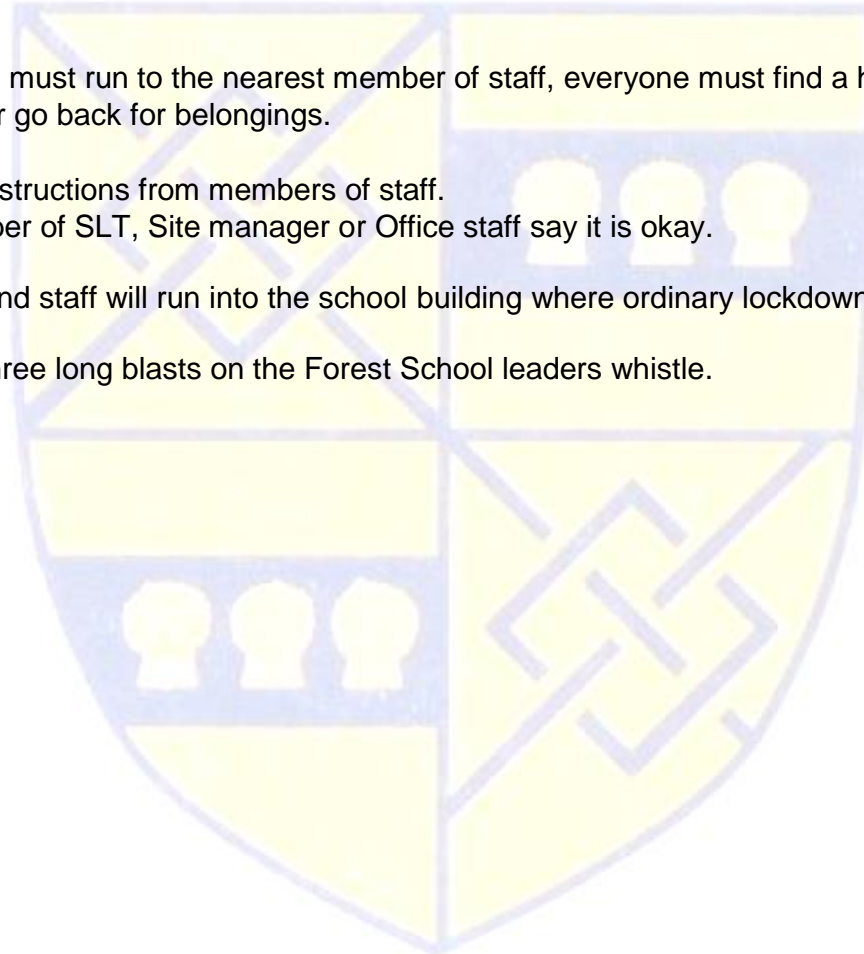 must run to the nearest member of staff, everyone must find a h
go back for belongings.
structions from members of staff.
ber of SLT, Site manager or Office staff say it is okay.
nd staff will run into the school building where ordinary lockdown
ree long blasts on the Forest School leaders whistle.